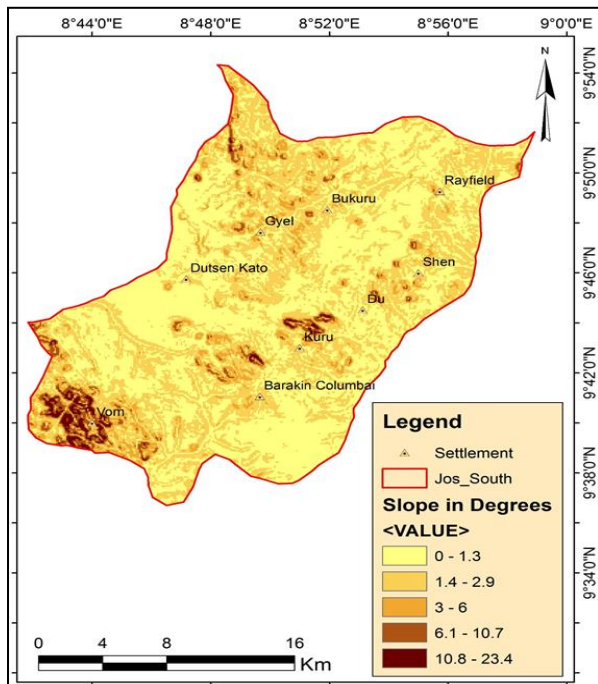 8°44'0"E 8°48'0"E 8°52'0"E 8°56'0"E 9°0'0"E
N
9°54'0"N
9°50'0"N
Rayfield
Bukuru
Gyel
Shen
9°46'0"N
Dutsen Kato
Du
Kuru
9°42'0"N
Barakin Columbai
Vom
9°38'0"N
9°34'0"N
Legend
Settlement
Jos_South
Slope in Degrees
<VALUE>
0 - 1.3
1.4 - 2.9
3 - 6
6.1 - 10.7
10.8 - 23.4
0 4 8 16
Km